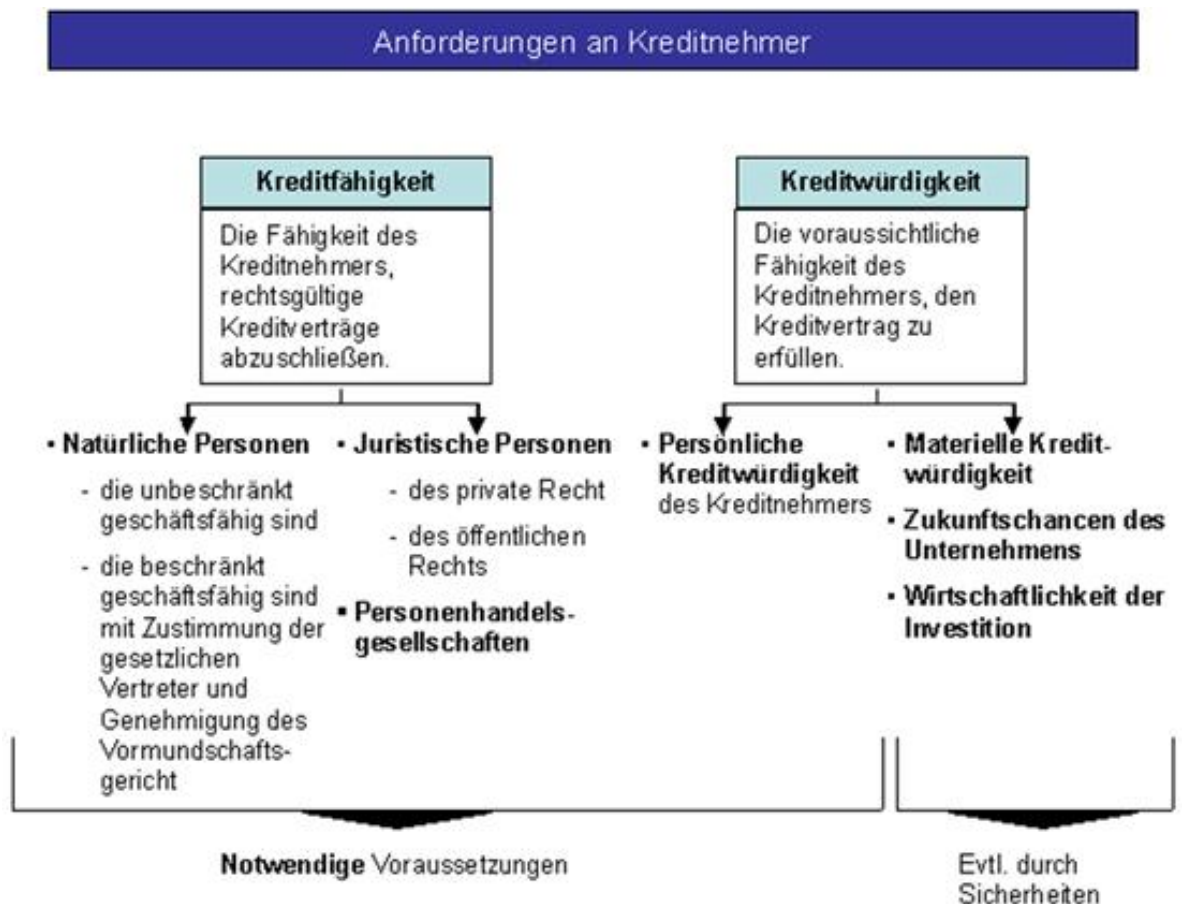 Anforderungen an Kreditnehmer
Kreditfähigkeit
Die Fähigkeit des
Kreditnehmers,
rechtsgültige
Kreditverträge
abzuschließen.
▪ Natürliche Personen
- die unbeschränkt
geschäftsfähig sind
- die beschränkt
geschäftsfähig sind
mit Zustimmung der
gesetzlichen
Vertreter und
Genehmigung des
Vormundschafts-
gericht
▪ Juristische Personen
- des private Recht
- des öffentlichen
Rechts
▪ Personenhandels-
gesellschaften
Kreditwürdigkeit
Die voraussichtliche
Fähigkeit des
Kreditnehmers, den
Kreditvertrag zu
erfüllen.
▪ Persönliche
Kreditwürdigkeit
des Kreditnehmers
▪ Materielle Kredit-
würdigkeit
▪ Zukunftschancen des
Unternehmens
▪ Wirtschaftlichkeit der
Investition
Notwendige Voraussetzungen
Evtl. durch
Sicherheiten